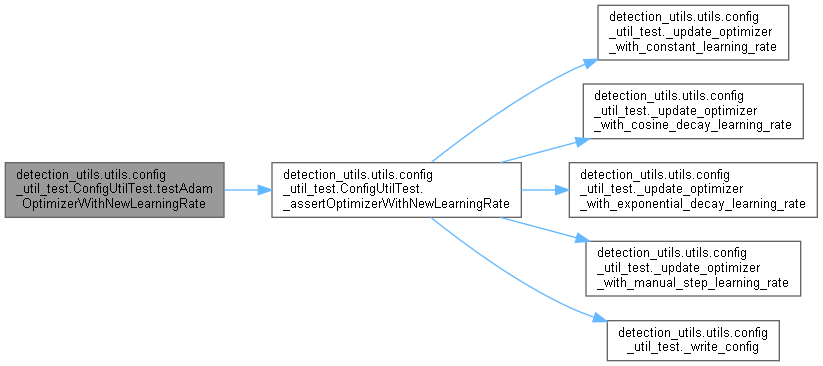 detection_utils.utils.config
_util_test.ConfigUtilTest.testAdam
OptimizerWithNewLearningRate
detection_utils.utils.config
_util_test.ConfigUtilTest.
_assertOptimizerWithNewLearningRate
detection_utils.utils.config
_util_test._update_optimizer
_with_constant_learning_rate
detection_utils.utils.config
_util_test._update_optimizer
_with_cosine_decay_learning_rate
detection_utils.utils.config
_util_test._update_optimizer
_with_exponential_decay_learning_rate
detection_utils.utils.config
_util_test._update_optimizer
_with_manual_step_learning_rate
detection_utils.utils.config
_util_test._write_config